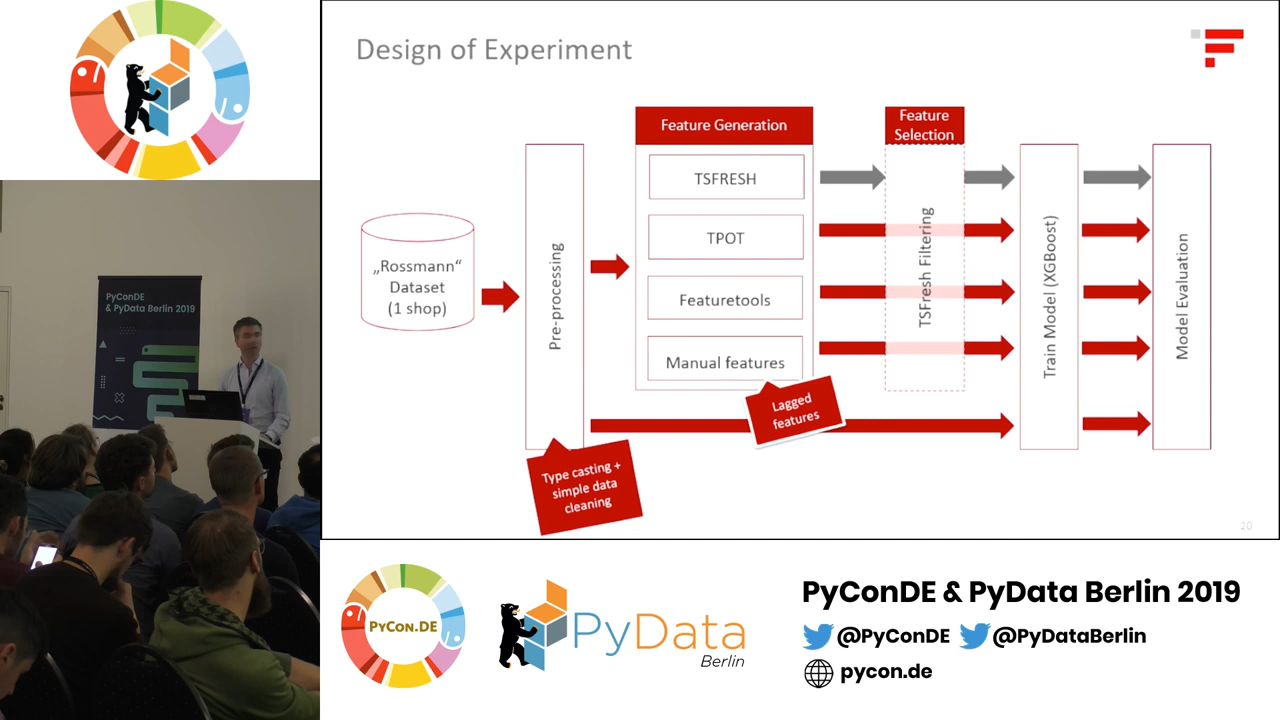 Design of Experiment
„Rossmann“
Dataset
(1 shop)
Pre-processing
Type casting +
simple data
cleaning
Feature Generation
TSFRESH
TPOT
Featuretools
Manual features
Lagged
features
Feature
Selection
TSFresh Filtering
Train Model (XGBoost)
Model Evaluation
20
PyConDE
& PyData Berlin 2019
PYCON.DE
PyData
Berlin
PyConDE & PyData Berlin 2019
@PyConDE @PyDataBerlin
pycon.de